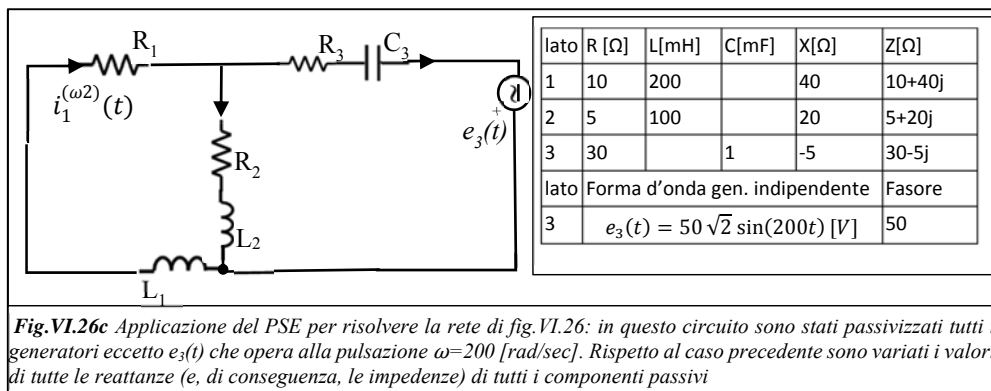 R₁
R₃
C₃
i₁^(ω2)(t)
+
e₃(t)
R₂
L₂
L₁
lato R [Ω] L[mH] C[mF] X[Ω] Z[Ω]
1 10 200 40 10+40j
2 5 100 20 5+20j
3 30 1 -5 30-5j
lato Forma d'onda gen. indipendente Fasore
3 e₃(t) = 50 √2 sin(200t) [V] 50
Fig.VI.26c Applicazione del PSE per risolvere la rete di fig.VI.26: in questo circuito sono stati passivizzati tutti
generatori eccetto e₃(t) che opera alla pulsazione ω=200 [rad/sec]. Rispetto al caso precedente sono variati i valor
di tutte le reattanze (e, di conseguenza, le impedenze) di tutti i componenti passivi